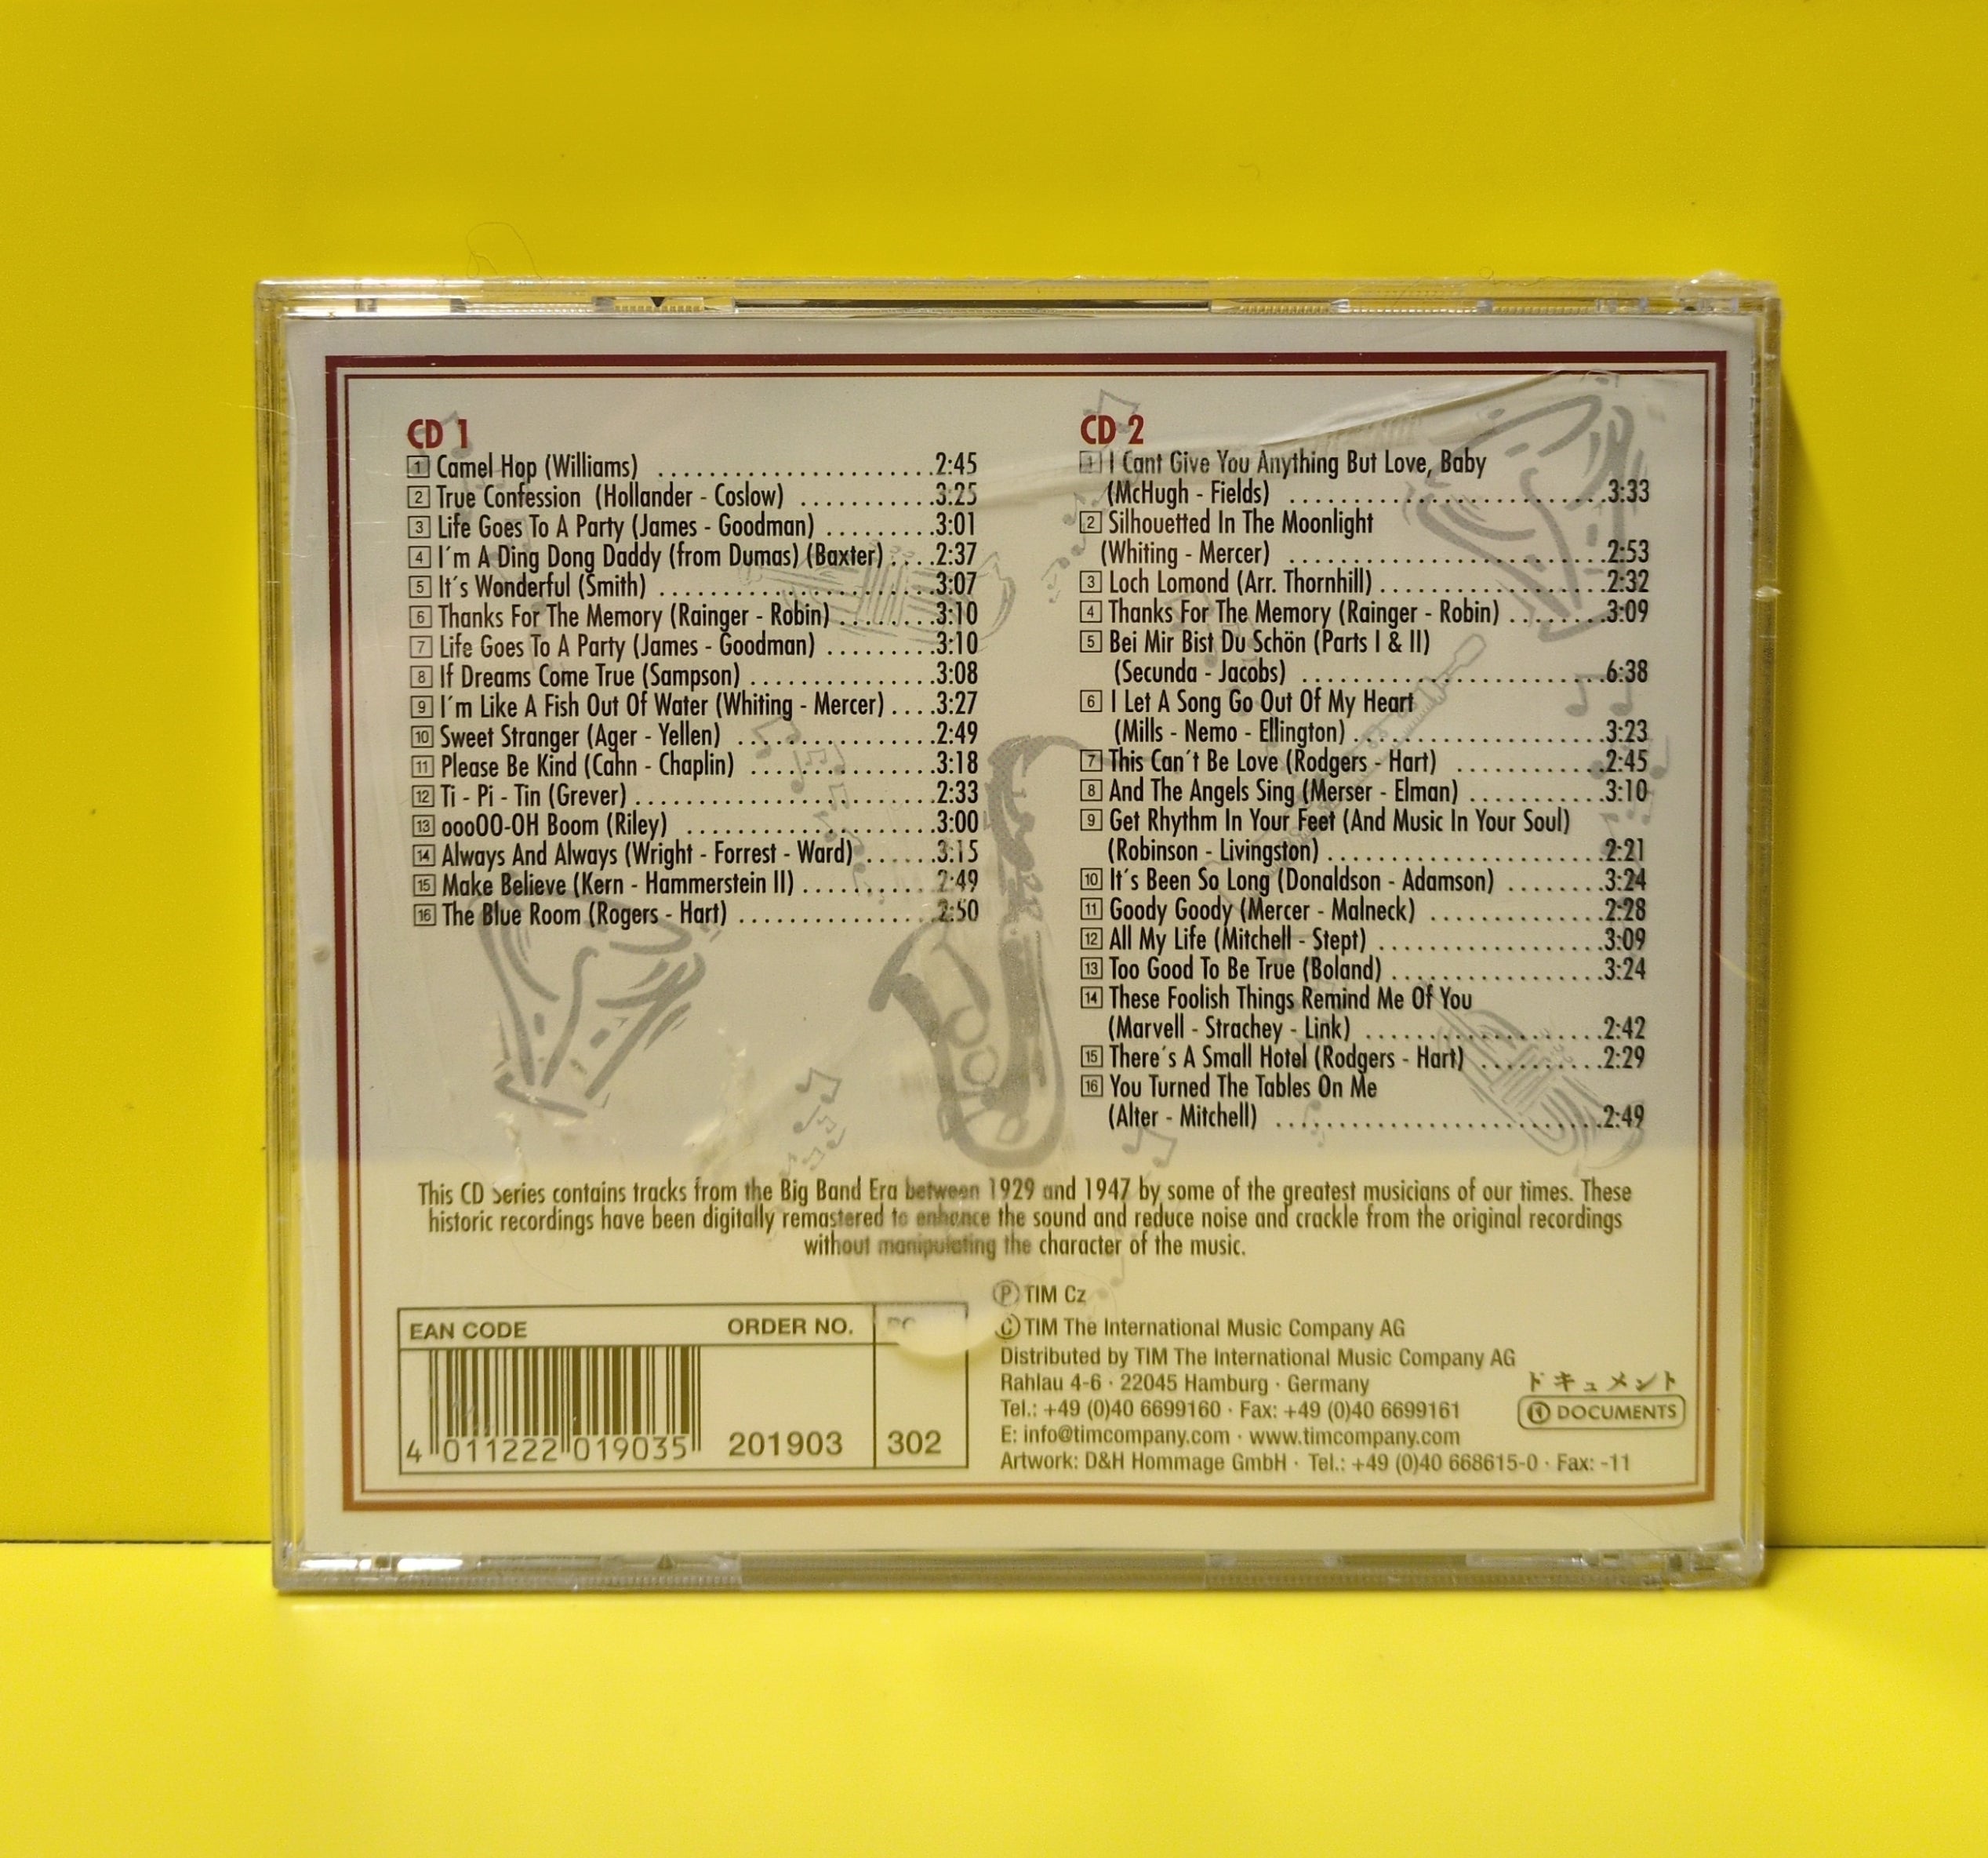 CD 1
1 Camel Hop (Williams) ......................2:45
2 True Confession (Hollander - Coslow) ...........3:25
3 Life Goes To A Party (James - Goodman) .........3:01
4 I´m A Ding Dong Daddy (from Dumas) (Baxter) ....2:37
5 It´s Wonderful (Smith) ......................3:07
6 Thanks For The Memory (Rainger - Robin) ........3:10
7 Life Goes To A Party (James - Goodman) .........3:10
8 If Dreams Come True (Sampson) ...............3:08
9 I´m Like A Fish Out Of Water (Whiting - Mercer) ....3:27
10 Sweet Stranger (Ager - Yellen) ................2:49
11 Please Be Kind (Cahn - Chaplin) ...............3:18
12 Ti - Pi - Tin (Grever) ........................2:33
13 oooOO-OH Boom (Riley) ....................3:00
14 Always And Always (Wright - Forrest - Ward) ......3:15
15 Make Believe (Kern - Hammerstein II) ...........2:49
16 The Blue Room (Rogers - Hart) ................2:50
CD 2
1 I Cant Give You Anything But Love, Baby
(McHugh - Fields) .........................3:33
2 Silhouetted In The Moonlight
(Whiting - Mercer) .........................2:53
3 Loch Lomond (Arr. Thornhill) ..................2:32
4 Thanks For The Memory (Rainger - Robin) ........3:09
5 Bei Mir Bist Du Schön (Parts I & II)
(Secunda - Jacobs) ........................6:38
6 I Let A Song Go Out Of My Heart
(Mills - Nemo - Ellington) ....................3:23
7 This Can´t Be Love (Rodgers - Hart) ............2:45
8 And The Angels Sing (Merser - Elman) ...........3:10
9 Get Rhythm In Your Feet (And Music In Your Soul)
(Robinson - Livingston) ......................2:21
10 It´s Been So Long (Donaldson - Adamson) ........3:24
11 Goody Goody (Mercer - Malneck) ..............2:28
12 All My Life (Mitchell - Stept) ..................3:09
13 Too Good To Be True (Boland) .................3:24
14 These Foolish Things Remind Me Of You
(Marvell - Strachey - Link) ...................2:42
15 There´s A Small Hotel (Rodgers - Hart) ..........2:29
16 You Turned The Tables On Me
(Alter - Mitchell) ..........................2:49
This CD Series contains tracks from the Big Band Era between 1929 and 1947 by some of the greatest musicians of our times. These
historic recordings have been digitally remastered to enhance the sound and reduce noise and crackle from the original recordings
without manipulating the character of the music.
EAN CODE ORDER NO.
4 011222 019035 201903 302
Ⓟ TIM Cz
© TIM The International Music Company AG
Distributed by TIM The International Music Company AG
Rahlau 4-6 · 22045 Hamburg · Germany
Tel.: +49 (0)40 6699160 · Fax: +49 (0)40 6699161
E: info@timcompany.com · www.timcompany.com
Artwork: D&H Hommage GmbH · Tel.: +49 (0)40 668615-0 · Fax: -11
ドキュメント
DOCUMENTS